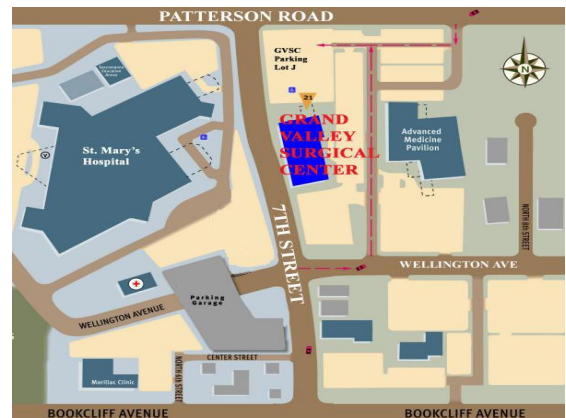 PATTERSON ROAD
GVSC
Parking
Lot J
N
21
GRAND
VALLEY
SURGICAL
CENTER
St. Mary's
Hospital
Advanced
Medicine
Pavilion
7TH STREET
NORTH 8TH STREET
WELLINGTON AVE
Parking
Garage
WELLINGTON AVENUE
CENTER STREET
NORTH 6TH STREET
Marillac Clinic
BOOKCLIFF AVENUE
BOOKCLIFF AVENUE